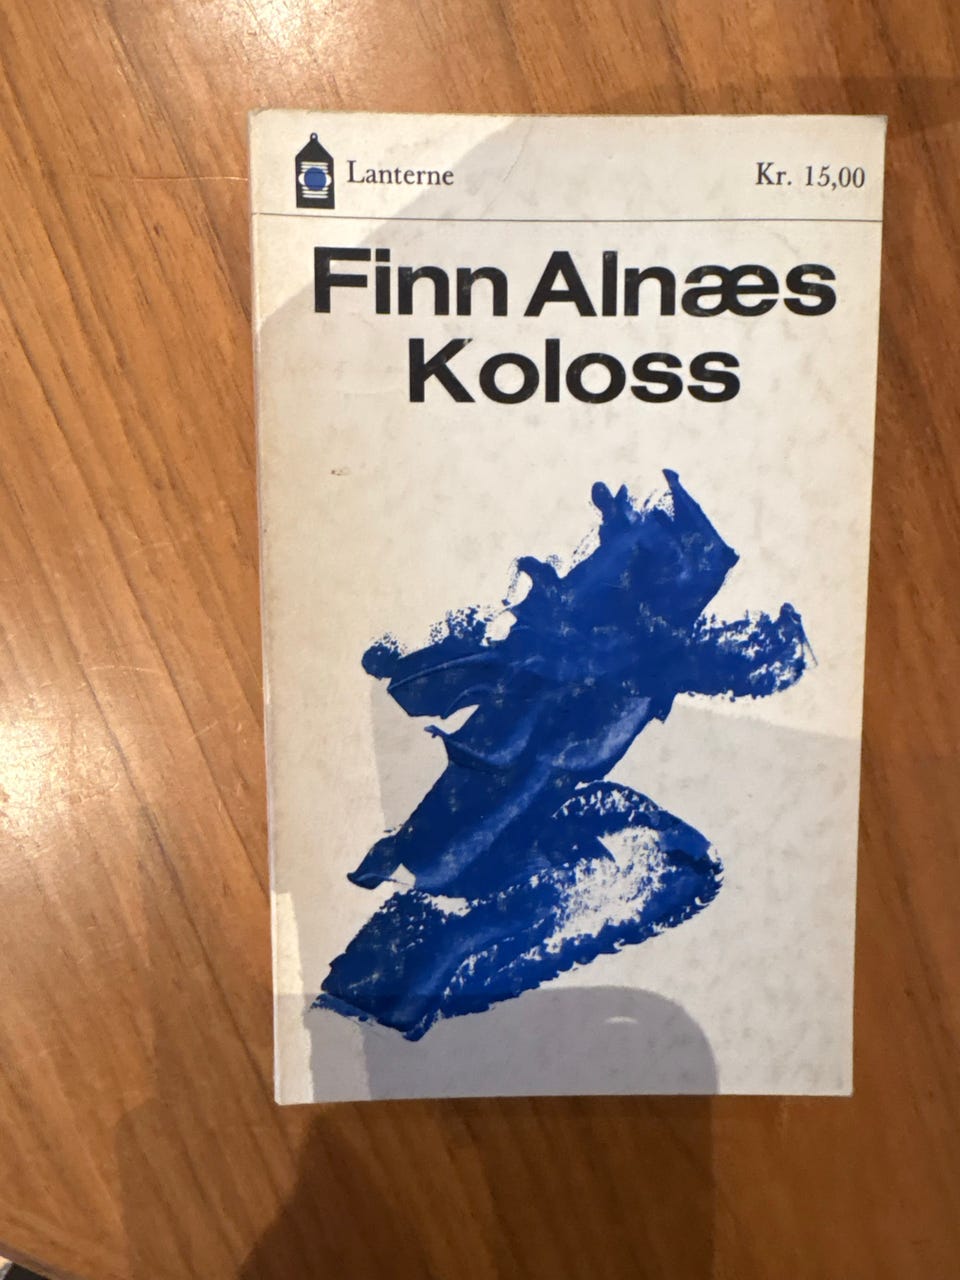 Lanterne
Kr. 15,00
Finn Alnæs
Koloss